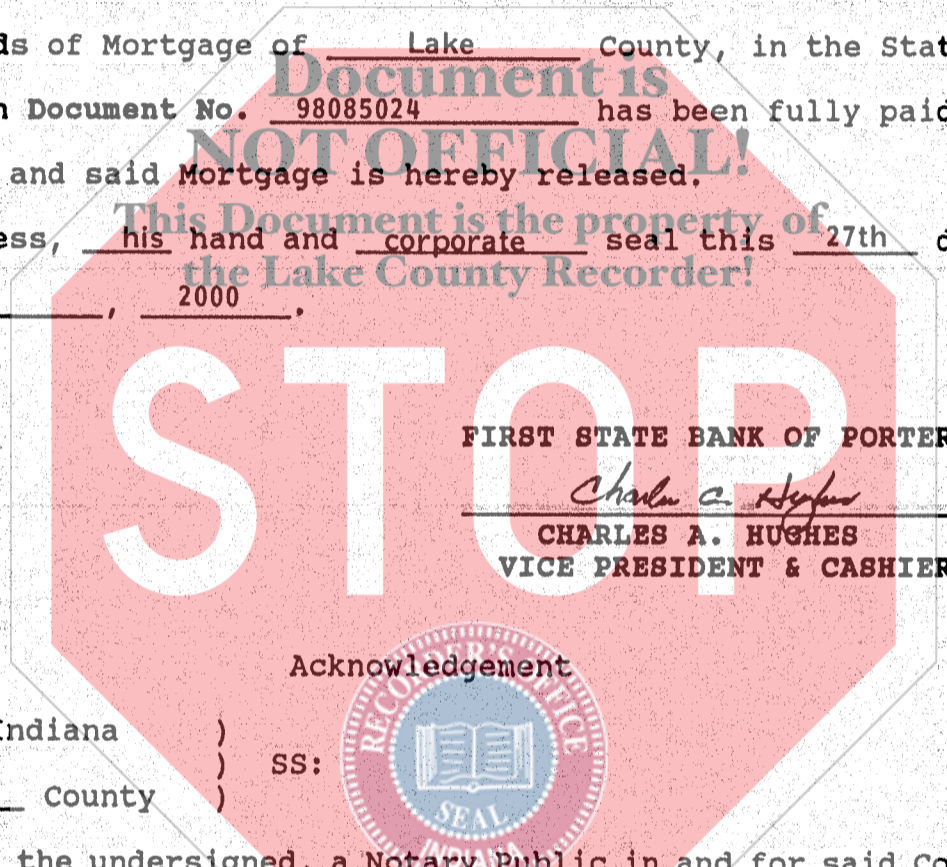 ds of Mortgage of Lake County, in the Stat
Document is
n Document No. 98085024 has been fully paid
NOT OFFICIAL!
and said Mortgage is hereby released.
This Document is the property of
ess, his hand and corporate seal this 27th d
the Lake County Recorder!
, 2000 .
STOP
FIRST STATE BANK OF PORTER
Charles A. Hughes
CHARLES A. HUGHES
VICE PRESIDENT & CASHIER
Acknowledgement
RECORDER'S OFFICE
Indiana )
) SS:
County )
SEAL
INDIANA
the undersigned, a Notary Public in and for said Co